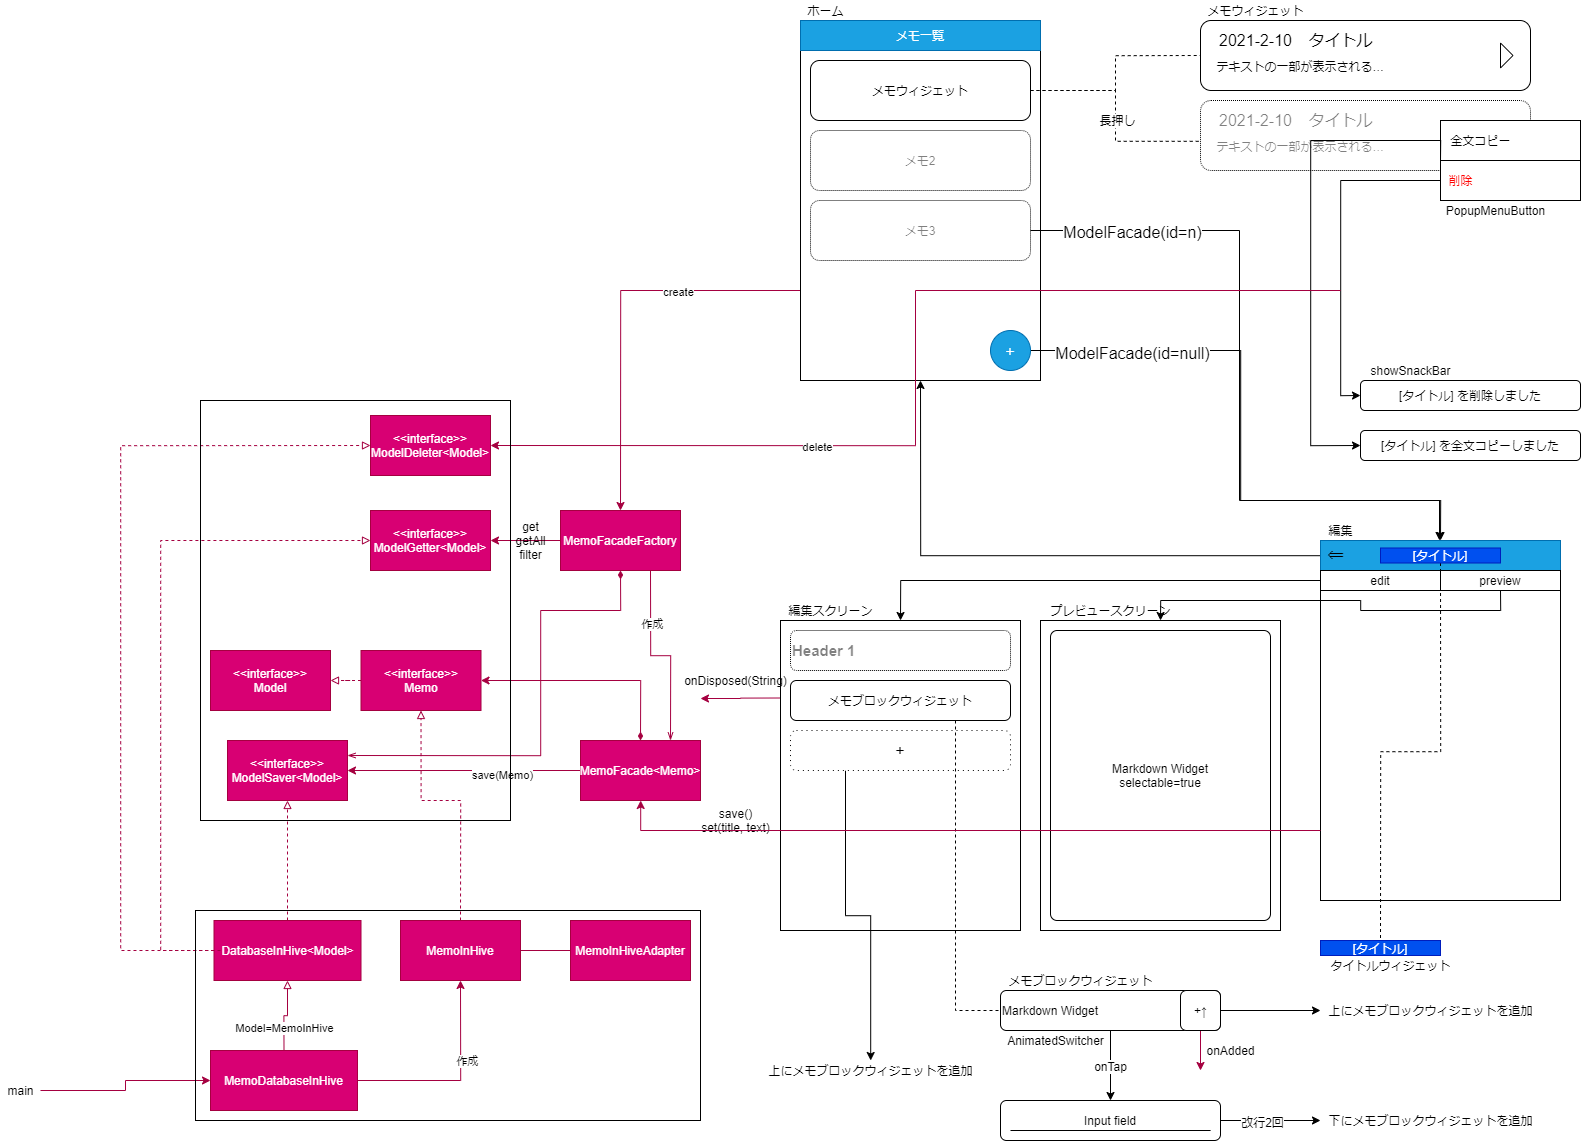 ホーム
メモ一覧
メモウィジェット
メモ2
メモ3
+
メモウィジェット
2021-2-10　タイトル
テキストの一部が表示される...
長押し
2021-2-10　タイトル
テキストの一部が表示される...
全文コピー
削除
PopupMenuButton
ModelFacade(id=n)
ModelFacade(id=null)
create
delete
showSnackBar
[タイトル] を削除しました
[タイトル] を全文コピーしました
<<interface>>
ModelDeleter<Model>
<<interface>>
ModelGetter<Model>
get
getAll
filter
MemoFacadeFactory
作成
<<interface>>
Model
<<interface>>
Memo
<<interface>>
ModelSaver<Model>
save(Memo)
MemoFacade<Memo>
onDisposed(String)
save()
set(title, text)
編集
⇐
[タイトル]
edit
preview
編集スクリーン
Header 1
メモブロックウィジェット
+
プレビュースクリーン
Markdown Widget
selectable=true
[タイトル]
タイトルウィジェット
DatabaseInHive<Model>
MemoInHive
MemoInHiveAdapter
Model=MemoInHive
MemoDatabaseInHive
作成
main
上にメモブロックウィジェットを追加
メモブロックウィジェット
Markdown Widget
+↑
上にメモブロックウィジェットを追加
AnimatedSwitcher
onAdded
onTap
Input field
改行2回
下にメモブロックウィジェットを追加